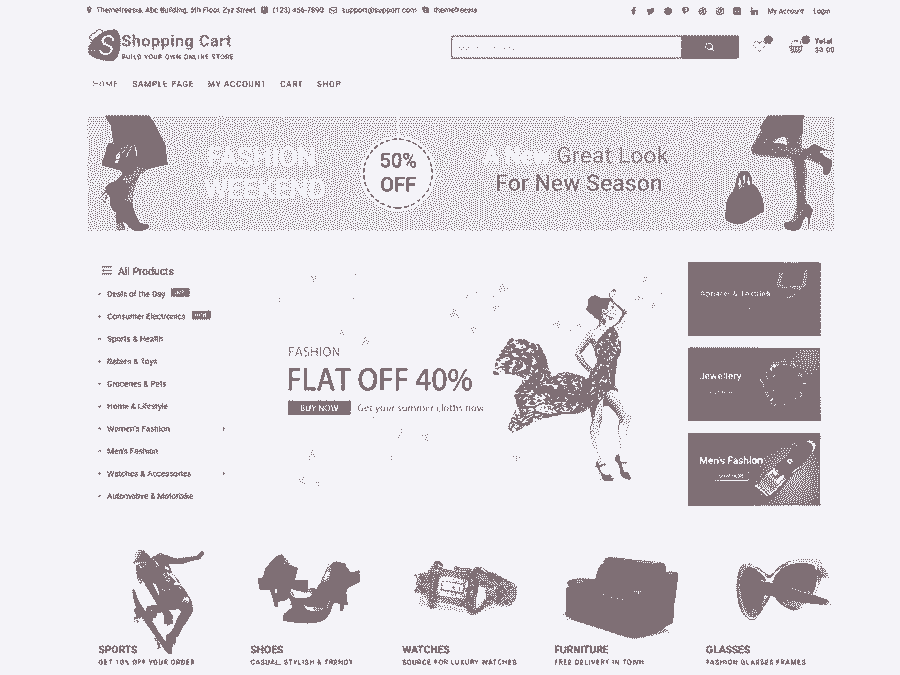 Themefreesia, Abc Building, 5th Floor, Zyz Street (123) 456-7890 support@support.com themefreesia My Account Login
Shopping Cart
BUILD YOUR OWN ONLINE STORE
Total
$0.00
HOME SAMPLE PAGE MY ACCOUNT CART SHOP
FASHION
WEEKEND
50%
OFF
A New Great Look
For New Season
All Products
Deals of the Day
Consumer Electronics
Sports & Health
Babies & Toys
Groceries & Pets
Home & Lifestyle
Women's Fashion
Men's Fashion
Watches & Accessories
Automotive & Motorbike
FASHION
FLAT OFF 40%
BUY NOW Get your summer cloths now
Apparel & Textiles
Jewellery
Men's Fashion
SPORTS
GET 10% OFF YOUR ORDER
SHOES
CASUAL, STYLISH & TRENDY
WATCHES
SOURCE FOR LUXURY WATCHES
FURNITURE
FREE DELIVERY IN TOWN
GLASSES
FASHION GLASSES FRAMES